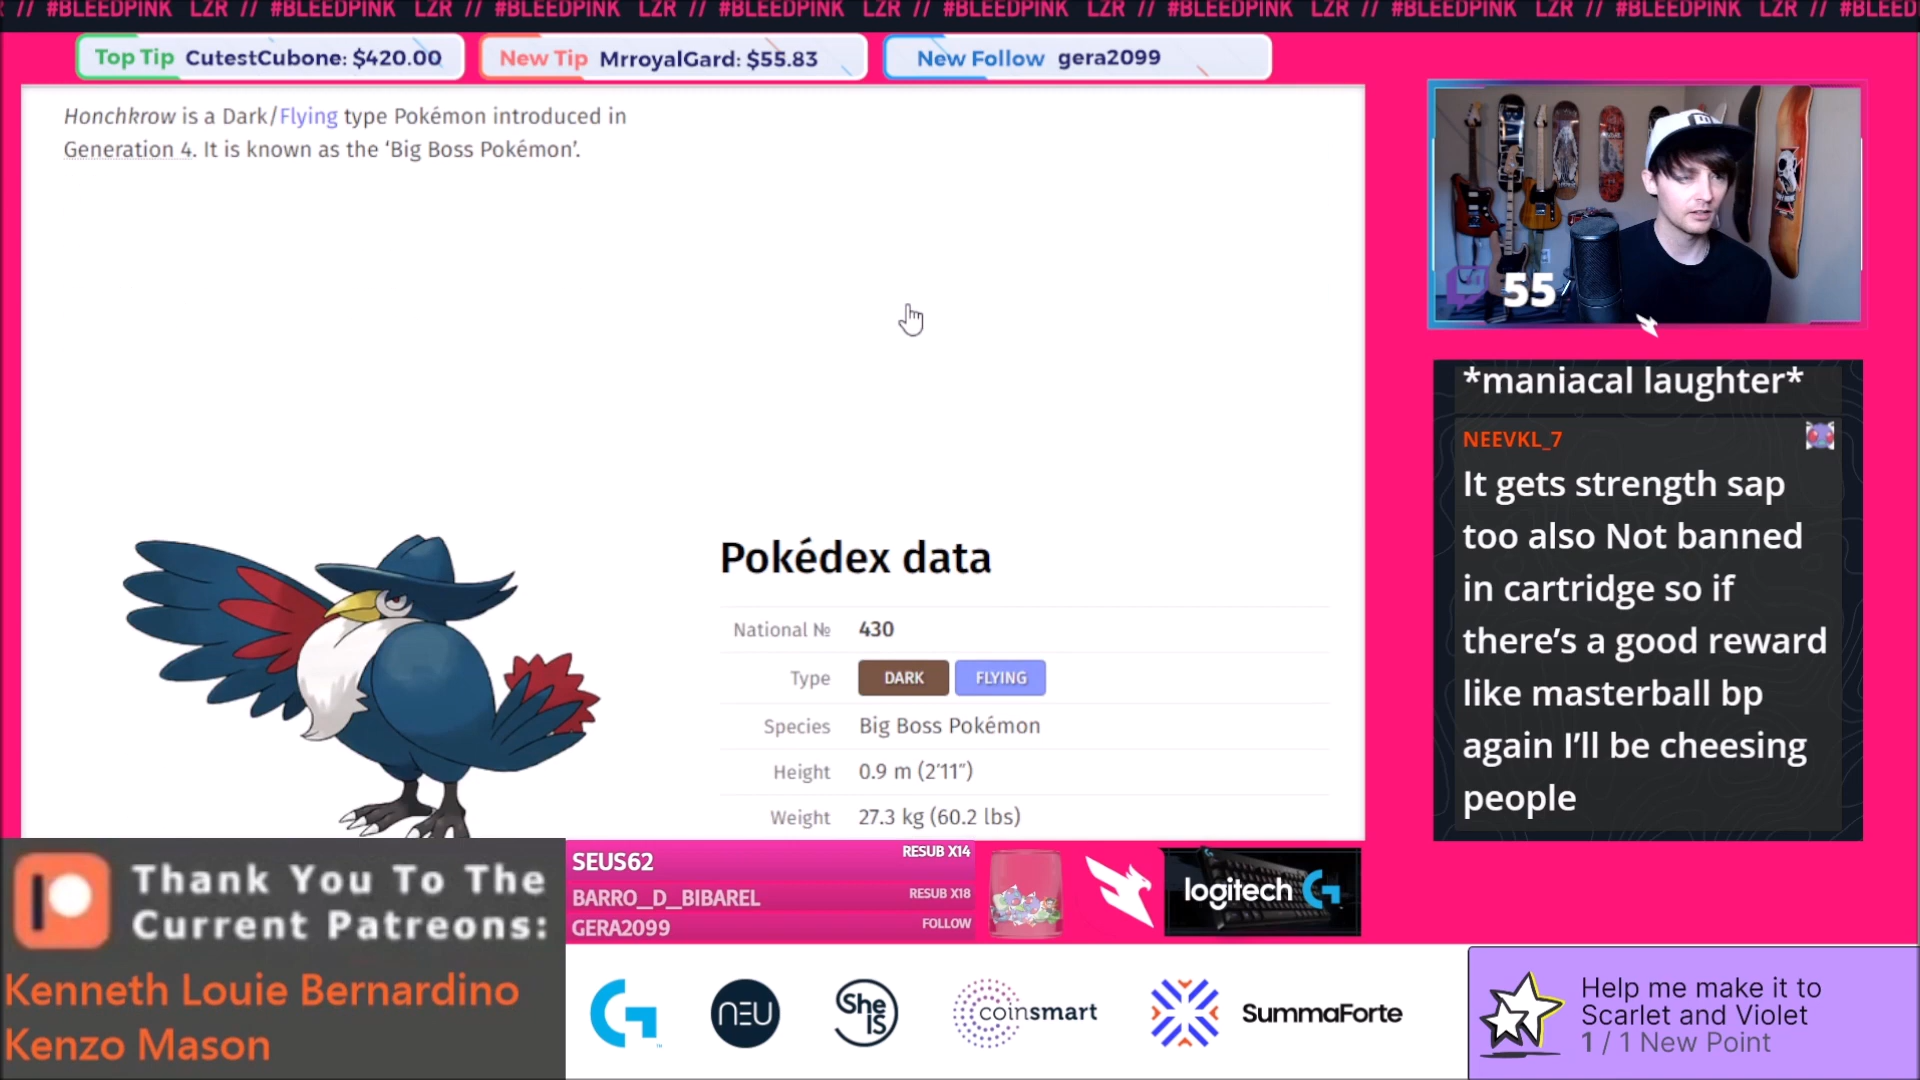 // #BLEEDPINK LZR // #BLEEDPINK LZR // #BLEEDPINK LZR // #BLEEDPINK LZR // #BLEEDPINK LZR // #BLEEDPINK LZR // #BLEEDPINK LZR // #BLEEDPINK LZR // #BLEED
Top Tip CutestCubone: $420.00
New Tip MrroyalGard: $55.83
New Follow gera2099
Honchkrow is a Dark/Flying type Pokémon introduced in
Generation 4. It is known as the ‘Big Boss Pokémon’.
55
*maniacal laughter*
NEEVKL_7
It gets strength sap
too also Not banned
in cartridge so if
there’s a good reward
like masterball bp
again I’ll be cheesing
people
Pokédex data
National № 430
Type DARK FLYING
Species Big Boss Pokémon
Height 0.9 m (2′11″)
Weight 27.3 kg (60.2 lbs)
Thank You To The
Current Patreons:
Kenneth Louie Bernardino
Kenzo Mason
SEUS62 RESUB X14
BARRO_D_BIBAREL RESUB X18
GERA2099 FOLLOW
logitech G
G
NEU
She IS
coinsmart
SummaForte
Help me make it to
Scarlet and Violet
1 / 1 New Point